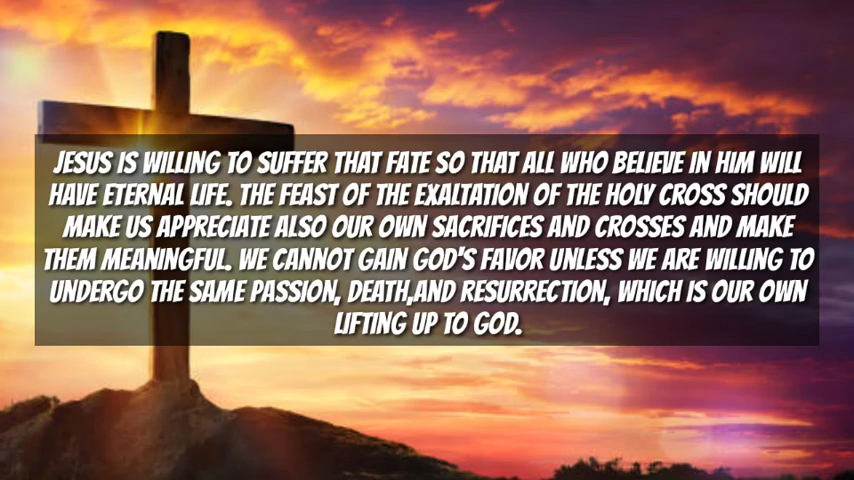 JESUS IS WILLING TO SUFFER THAT FATE SO THAT ALL WHO BELIEVE IN HIM WILL
HAVE ETERNAL LIFE. THE FEAST OF THE EXALTATION OF THE HOLY CROSS SHOULD
MAKE US APPRECIATE ALSO OUR OWN SACRIFICES AND CROSSES AND MAKE
THEM MEANINGFUL. WE CANNOT GAIN GOD'S FAVOR UNLESS WE ARE WILLING TO
UNDERGO THE SAME PASSION, DEATH,AND RESURRECTION, WHICH IS OUR OWN
LIFTING UP TO GOD.